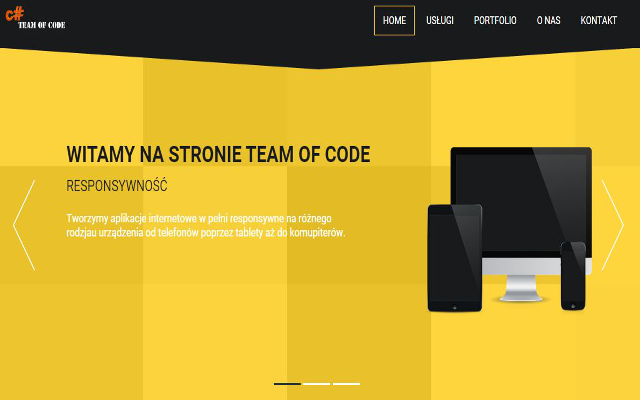 c#
TEAM OF CODE
HOME USŁUGI PORTFOLIO O NAS KONTAKT
WITAMY NA STRONIE TEAM OF CODE
RESPONSYWNOŚĆ
Tworzymy aplikacje internetowe w pełni responsywne na różnego
rodzjau urządzenia od telefonów poprzez tablety aż do komupiterów.